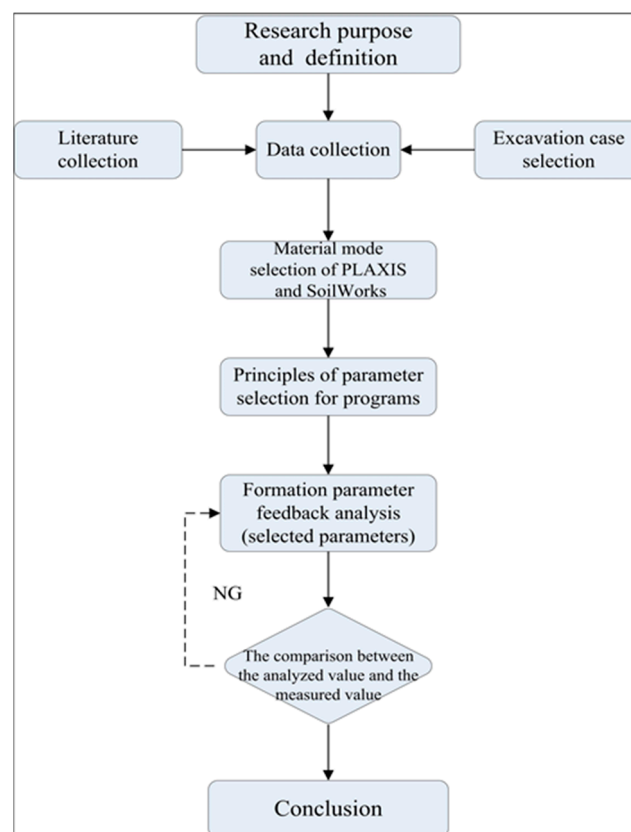 Research purpose
and definition
Literature
collection
Data collection
Excavation case
selection
Material mode
selection of PLAXIS
and SoilWorks
Principles of parameter
selection for programs
Formation parameter
feedback analysis
(selected parameters)
NG
The comparison between
the analyzed value and the
measured value
Conclusion